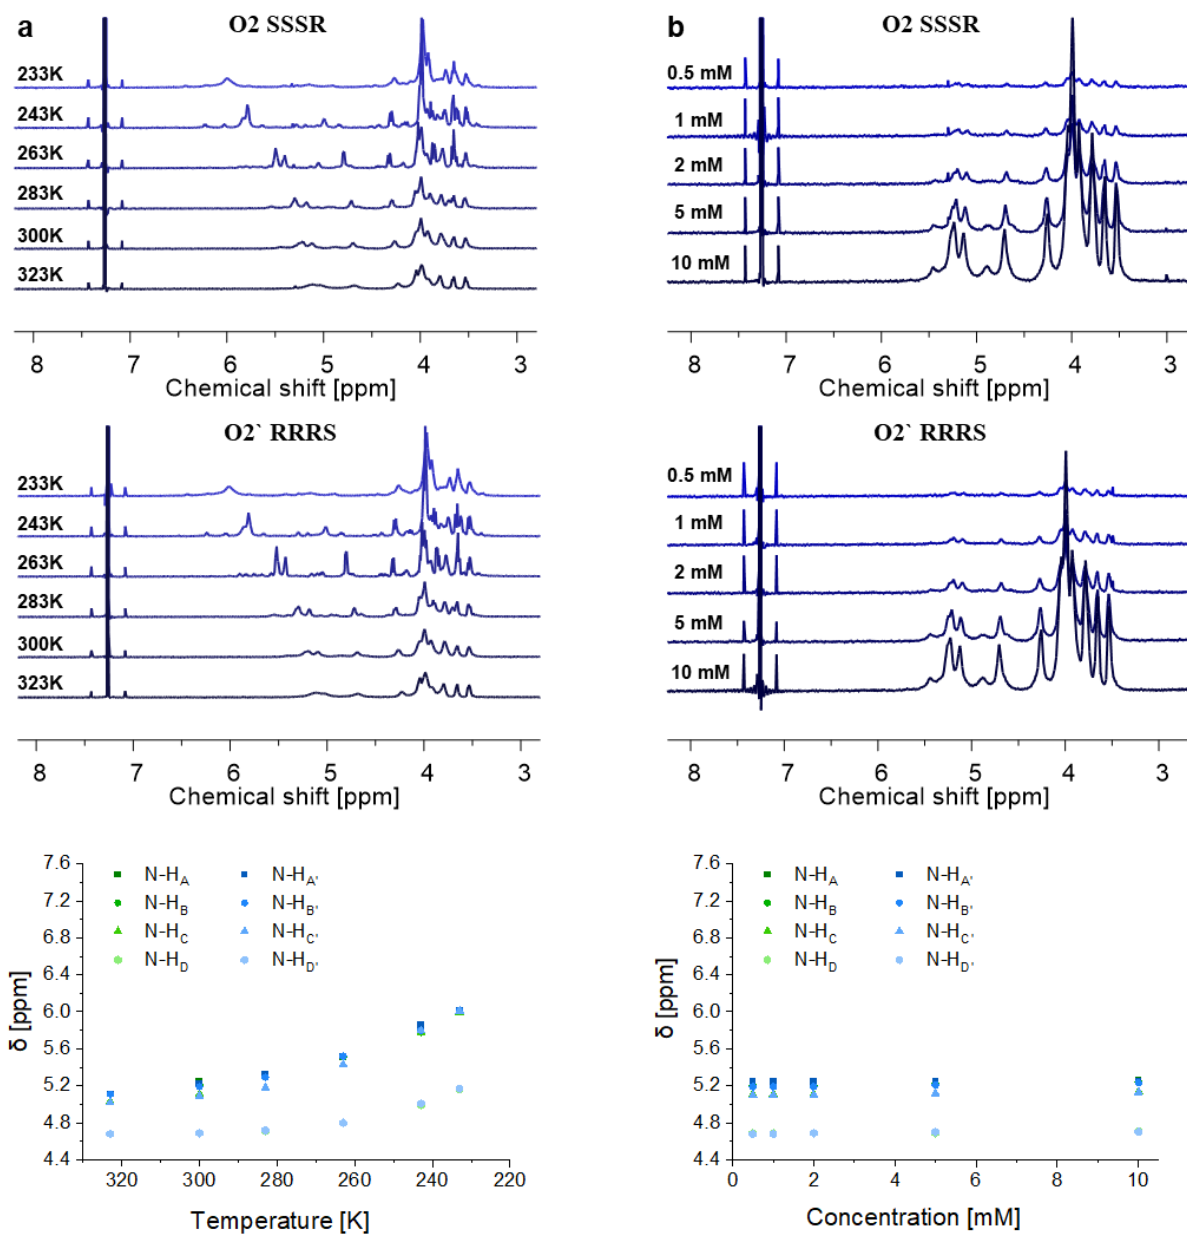 a
O2 SSSR
233K
243K
263K
283K
300K
323K
8 7 6 5 4 3
Chemical shift [ppm]
O2` RRRS
233K
243K
263K
283K
300K
323K
8 7 6 5 4 3
Chemical shift [ppm]
N-HA N-HA'
N-HB N-HB'
N-HC N-HC'
N-HD N-HD'
7.6
7.2
6.8
6.4
6.0
5.6
5.2
4.8
4.4
δ [ppm]
320 300 280 260 240 220
Temperature [K]
b
O2 SSSR
0.5 mM
1 mM
2 mM
5 mM
10 mM
8 7 6 5 4 3
Chemical shift [ppm]
O2` RRRS
0.5 mM
1 mM
2 mM
5 mM
10 mM
8 7 6 5 4 3
Chemical shift [ppm]
N-HA N-HA'
N-HB N-HB'
N-HC N-HC'
N-HD N-HD'
7.6
7.2
6.8
6.4
6.0
5.6
5.2
4.8
4.4
δ [ppm]
0 2 4 6 8 10
Concentration [mM]